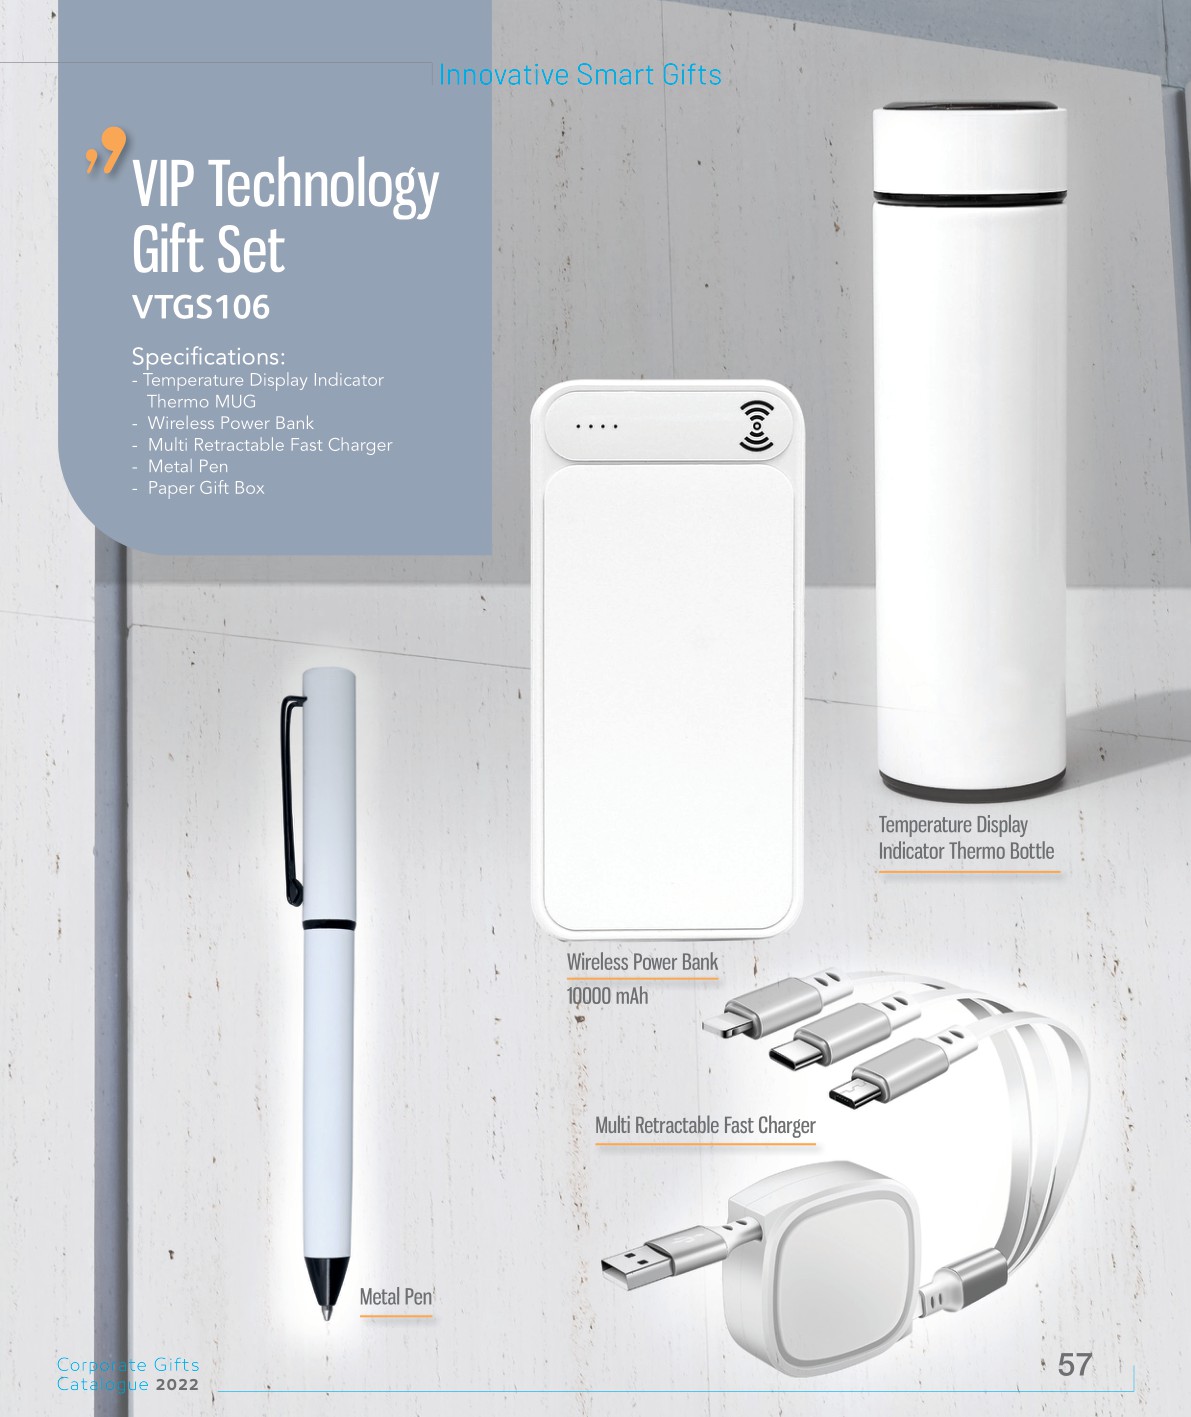 Innovative Smart Gifts
VIP Technology
Gift Set
VTGS106
Specifications:
- Temperature Display Indicator
Thermo MUG
- Wireless Power Bank
- Multi Retractable Fast Charger
- Metal Pen
- Paper Gift Box
Temperature Display
Indicator Thermo Bottle
Wireless Power Bank
10000 mAh
Multi Retractable Fast Charger
Metal Pen
Corporate Gifts
Catalogue 2022
57